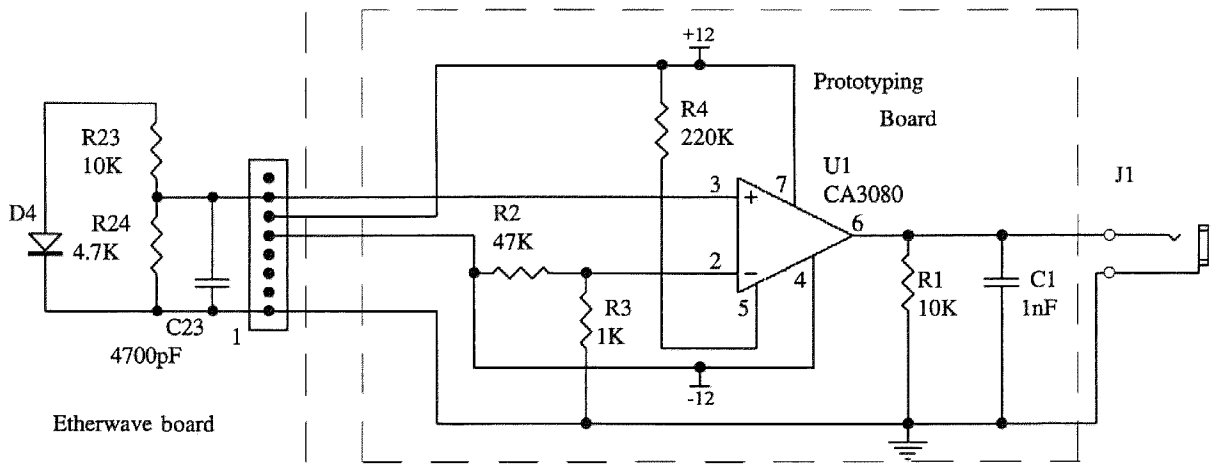 +12
Prototyping
Board
R4
220K
R23
10K
U1
CA3080
J1
3
7
+
D4
R24
4.7K
R2
47K
6
2
−
4
5
R1
10K
C1
1nF
R3
1K
C23
1
4700pF
-12
Etherwave board